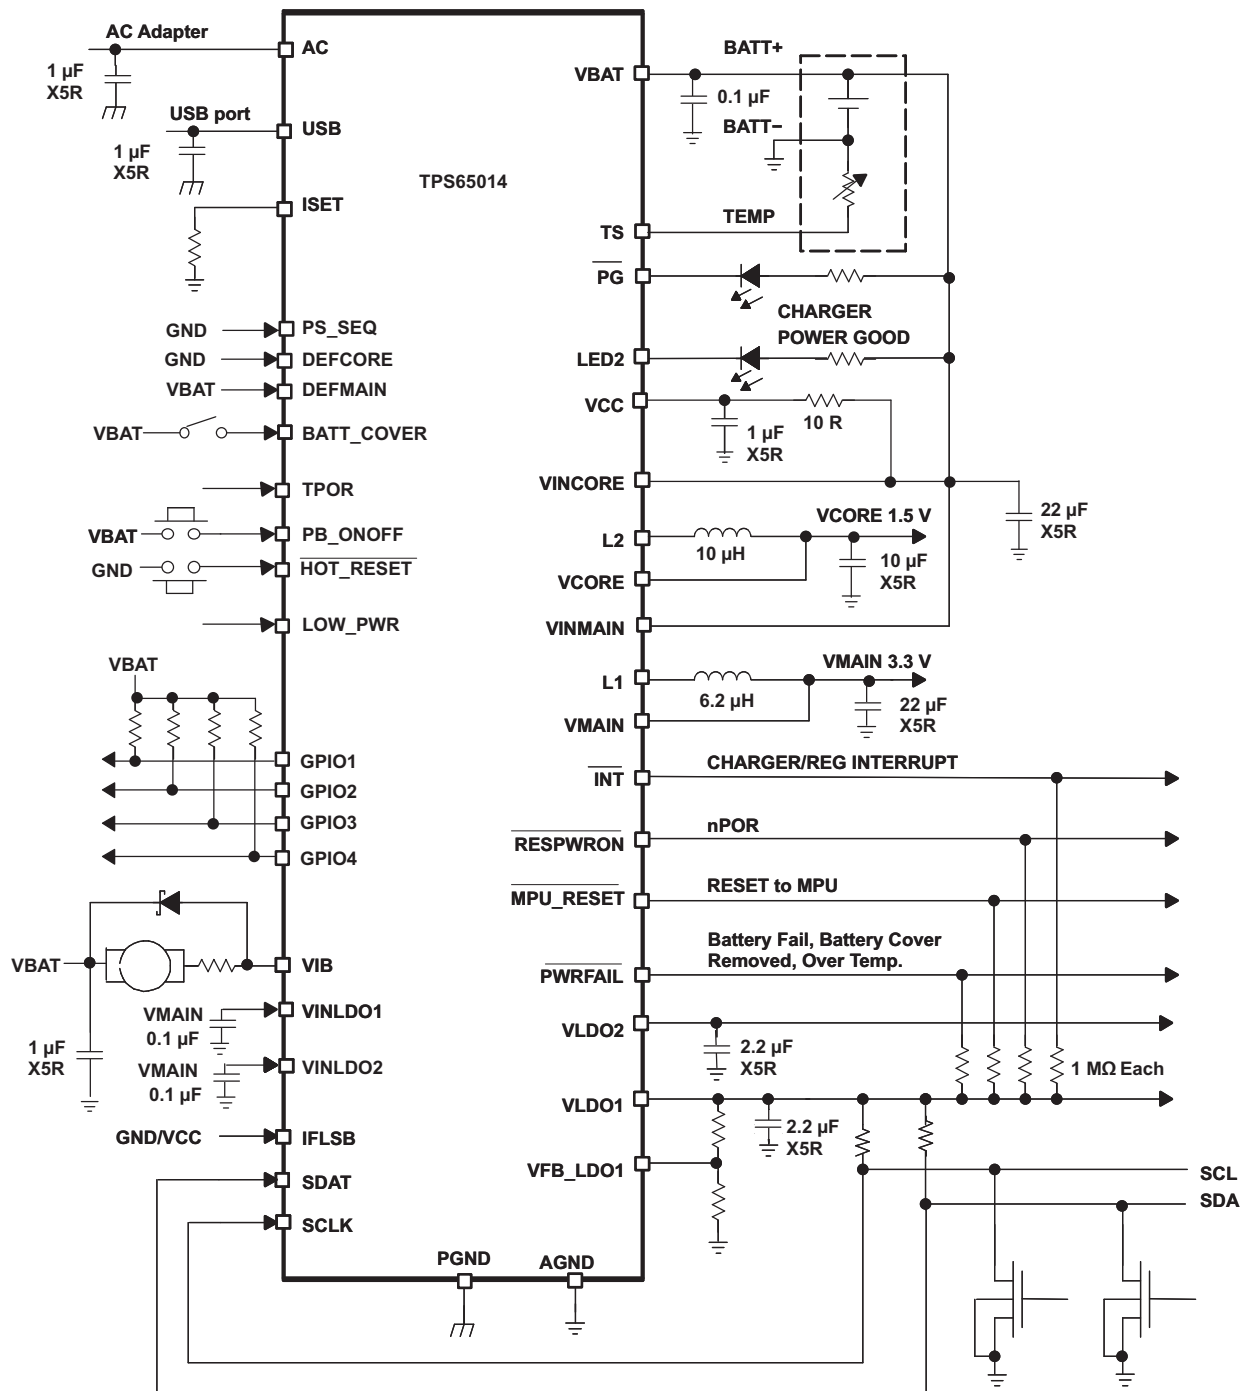 AC Adapter
AC
1 µF
X5R
USB port
USB
1 µF
X5R
TPS65014
ISET
PS_SEQ
GND
DEFCORE
GND
DEFMAIN
VBAT
BATT_COVER
VBAT
TPOR
PB_ONOFF
VBAT
HOT_RESET
GND
LOW_PWR
VBAT
GPIO1
GPIO2
GPIO3
GPIO4
VBAT
VIB
1 µF
X5R
VMAIN
0.1 µF
VINLDO1
VMAIN
0.1 µF
VINLDO2
GND/VCC
IFLSB
SDAT
SCLK
PGND
AGND
VBAT
BATT+
0.1 µF
BATT−
TEMP
TS
PG
CHARGER
POWER GOOD
LED2
VCC
1 µF
X5R
10 R
VINCORE
22 µF
X5R
VCORE 1.5 V
L2
10 µH
10 µF
X5R
VCORE
VINMAIN
VMAIN 3.3 V
L1
6.2 µH
22 µF
X5R
VMAIN
CHARGER/REG INTERRUPT
INT
nPOR
RESPWRON
RESET to MPU
MPU_RESET
Battery Fail, Battery Cover
Removed, Over Temp.
PWRFAIL
VLDO2
2.2 µF
X5R
1 MΩ Each
VLDO1
2.2 µF
X5R
VFB_LDO1
SCL
SDA